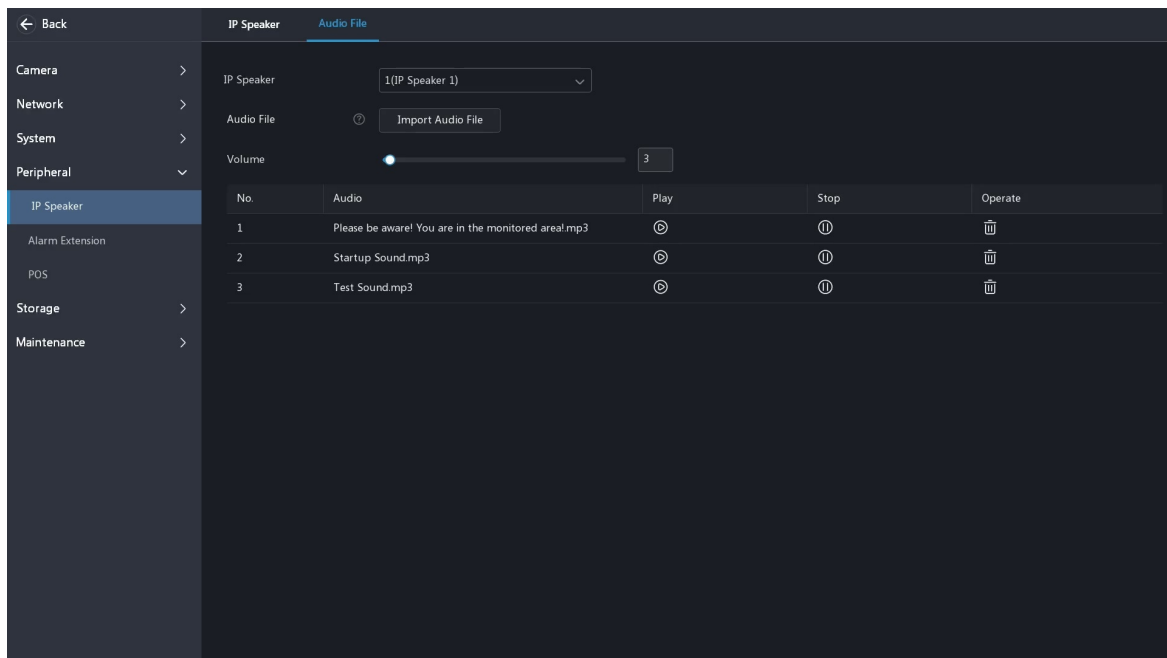 Back
IP Speaker Audio File
Camera
Network
System
Peripheral
IP Speaker
Alarm Extension
POS
Storage
Maintenance
IP Speaker 1(IP Speaker 1)
Audio File ? Import Audio File
Volume 3
No. Audio Play Stop Operate
1 Please be aware! You are in the monitored area!.mp3
2 Startup Sound.mp3
3 Test Sound.mp3